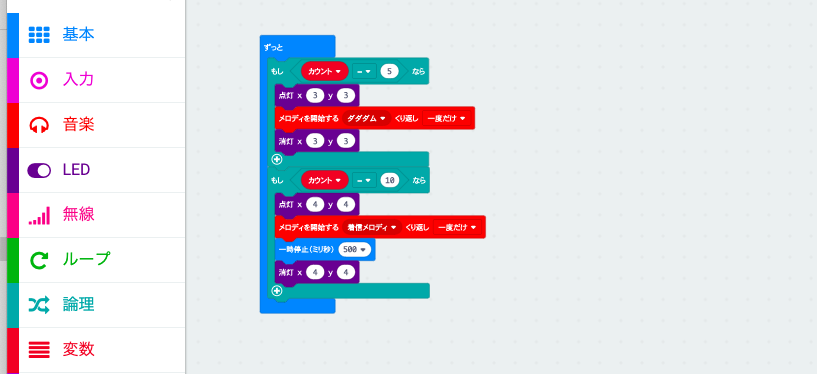 基本
入力
音楽
LED
無線
ループ
論理
変数
ずっと
もし カウント = 5 なら
点灯 x 3 y 3
メロディを開始する ダダダム くり返し 一度だけ
消灯 x 3 y 3
もし カウント = 10 なら
点灯 x 4 y 4
メロディを開始する 着信メロディ くり返し 一度だけ
一時停止(ミリ秒) 500
消灯 x 4 y 4